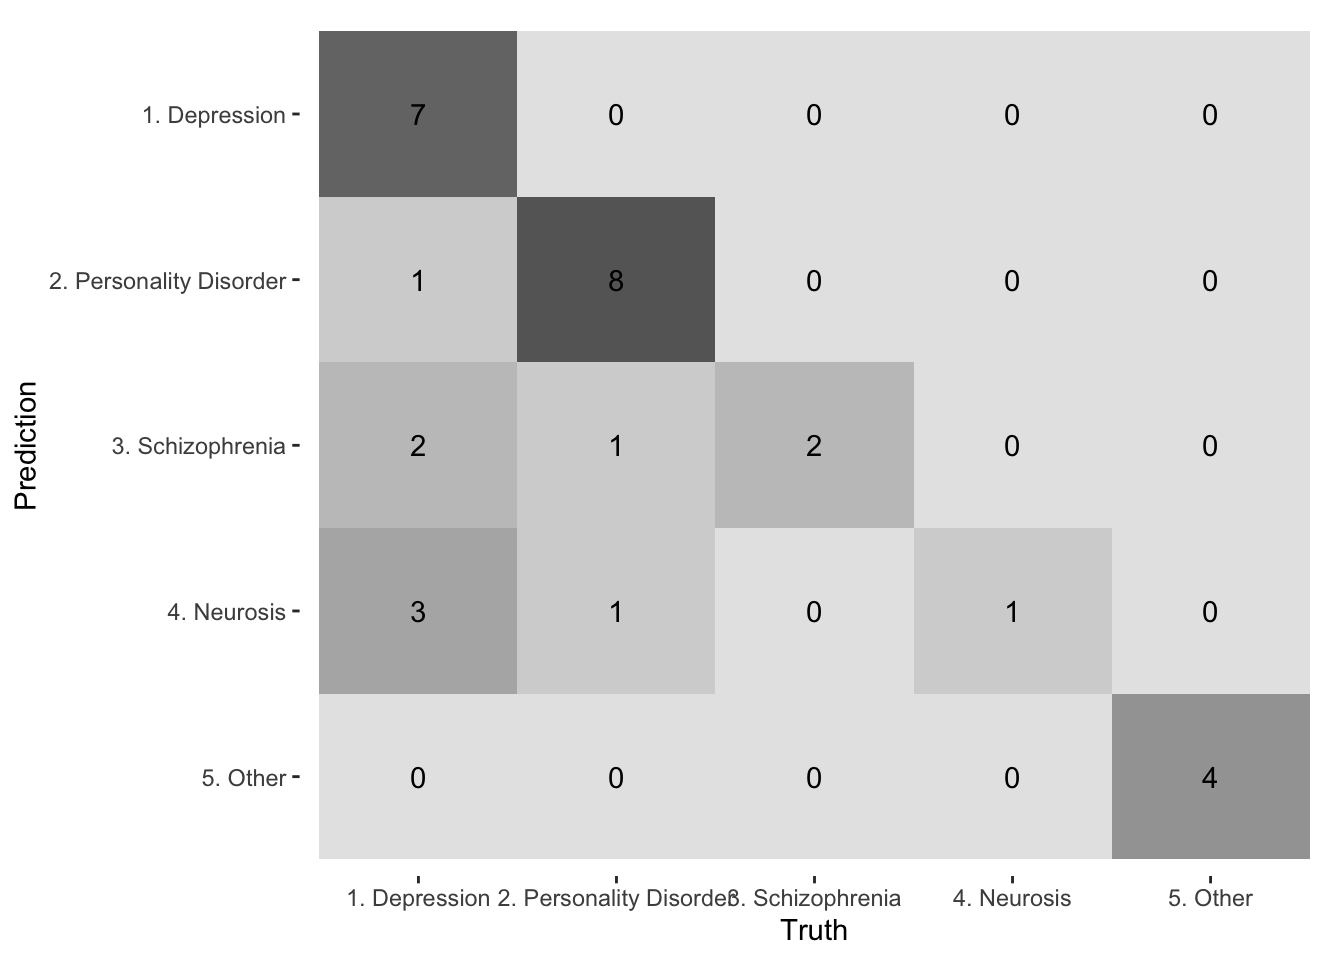 1. Depression
7 0 0 0 0
2. Personality Disorder
1 8 0 0 0
Prediction
3. Schizophrenia
2 1 2 0 0
4. Neurosis
3 1 0 1 0
5. Other
0 0 0 0 4
1. Depression 2. Personality Disorder 3. Schizophrenia 4. Neurosis 5. Other
Truth